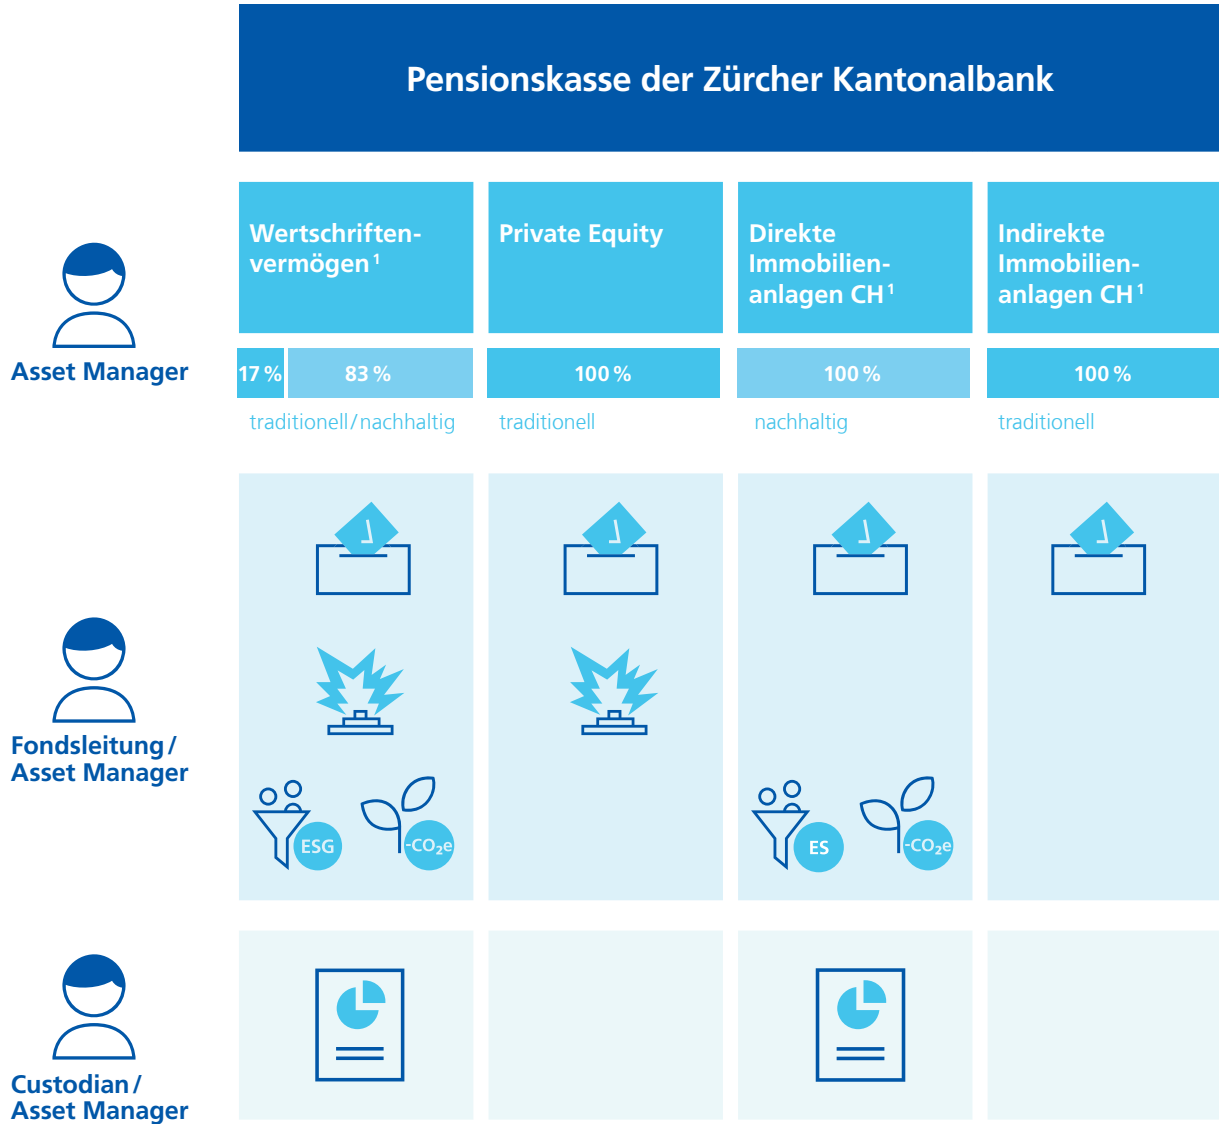 Pensionskasse der Zürcher Kantonalbank
Wertschriften-
vermögen¹
Private Equity
Direkte
Immobilien-
anlagen CH¹
Indirekte
Immobilien-
anlagen CH¹
Asset Manager
17 %
83 %
100 %
100 %
100 %
traditionell/nachhaltig
traditionell
nachhaltig
traditionell
Fondsleitung/
Asset Manager
ESG
-CO₂e
ES
-CO₂e
Custodian/
Asset Manager